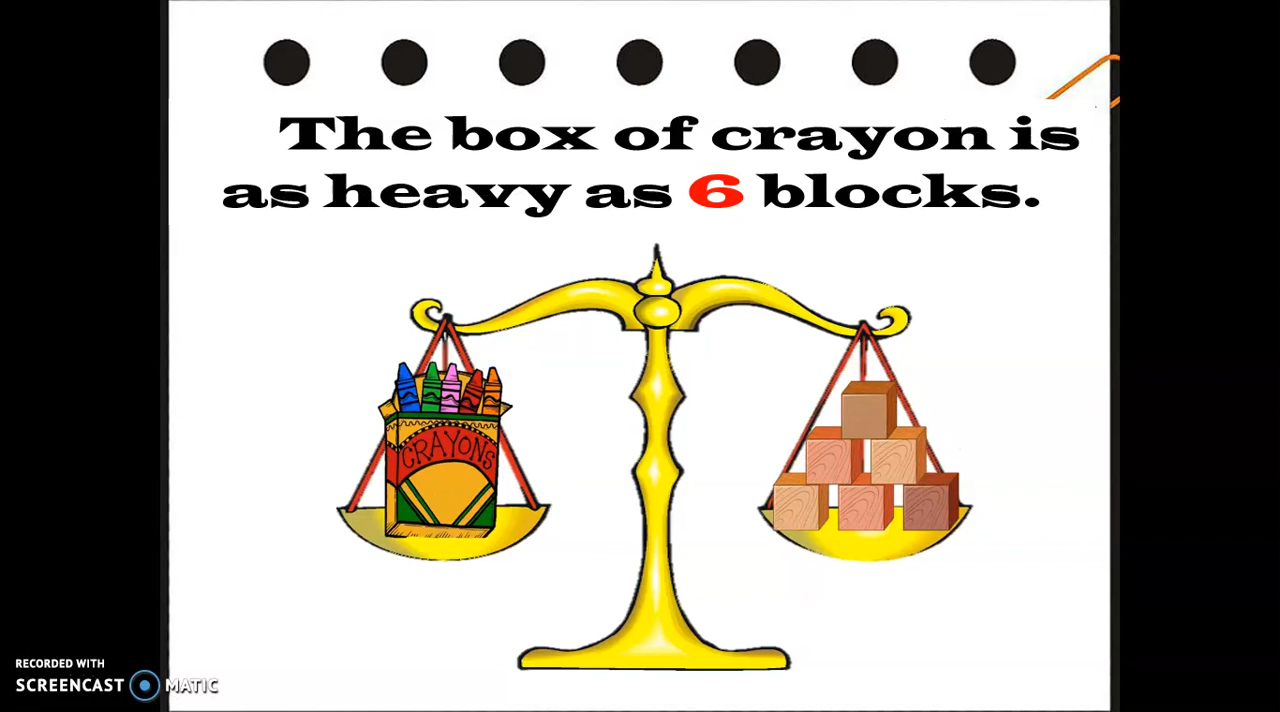 The box of crayon is
as heavy as 6 blocks.
CRAYONS
RECORDED WITH
SCREENCAST MATIC